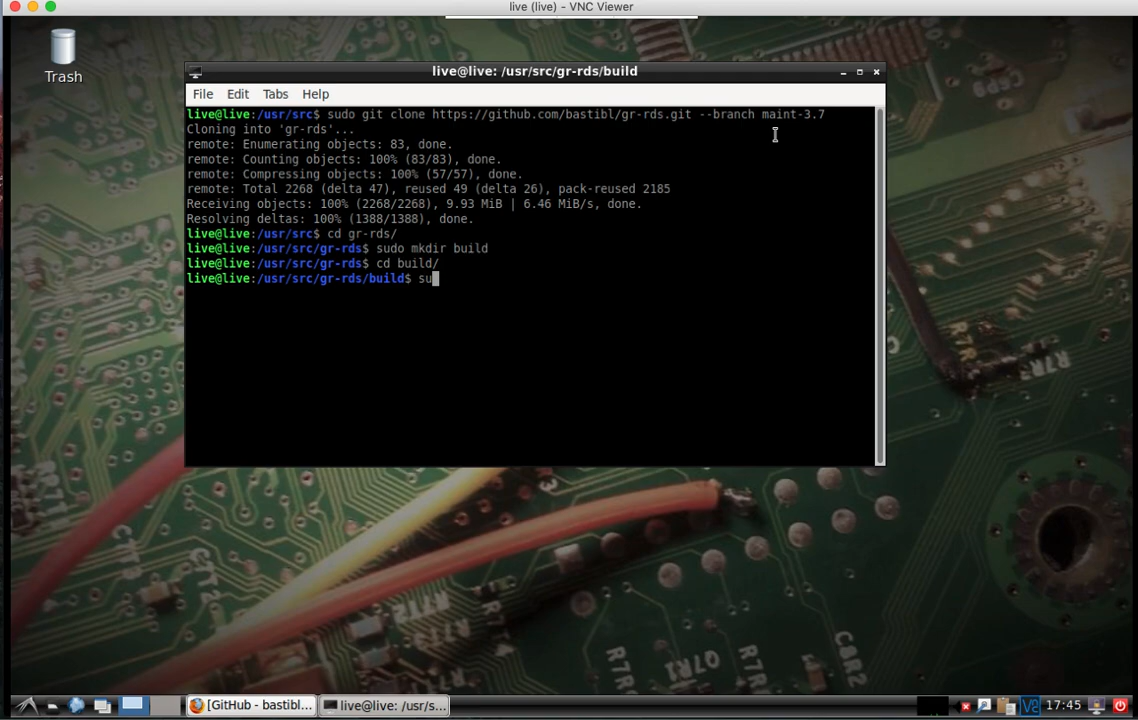 live (live) - VNC Viewer
Trash
live@live: /usr/src/gr-rds/build
File Edit Tabs Help
live@live:/usr/src$ sudo git clone https://github.com/bastibl/gr-rds.git --branch maint-3.7
Cloning into 'gr-rds'...
remote: Enumerating objects: 83, done.
remote: Counting objects: 100% (83/83), done.
remote: Compressing objects: 100% (57/57), done.
remote: Total 2268 (delta 47), reused 49 (delta 26), pack-reused 2185
Receiving objects: 100% (2268/2268), 9.93 MiB | 6.46 MiB/s, done.
Resolving deltas: 100% (1388/1388), done.
live@live:/usr/src$ cd gr-rds/
live@live:/usr/src/gr-rds$ sudo mkdir build
live@live:/usr/src/gr-rds$ cd build/
live@live:/usr/src/gr-rds/build$ su
R7R2
C8R2
Q7R1
[GitHub - bastibl...
live@live: /usr/s...
17:45